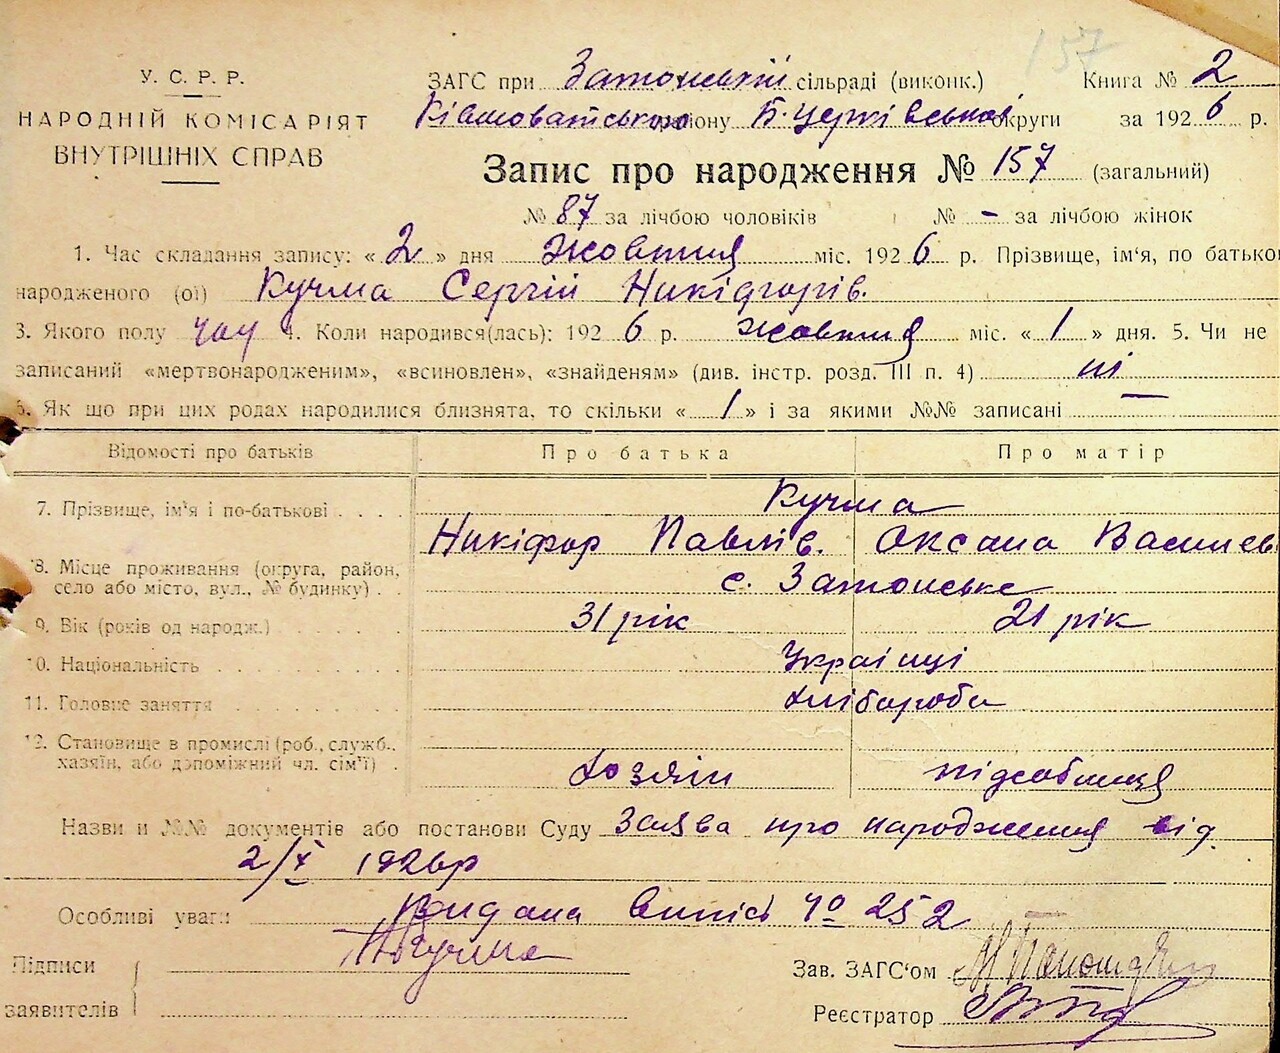 157
У. С. Р. Р.
НАРОДНІЙ КОМІСАРІЯТ
ВНУТРІШНІХ СПРАВ
ЗАГС при Затонській сільраді (виконк.) Книга № 2
району Б. Церківської округи за 1926 р.
Запис про народження № 157 (загальний)
№ 87 за лічбою чоловіків № - за лічбою жінок
1. Час складання запису: « 2 » дня жовтня міс. 1926 р. Прізвище, ім'я, по батько
народженого (ої) Кучма Сергій Никіфорів.
3. Якого полу чол 4. Коли народився(лась): 1926 р. жовтня міс. « 1 » дня. 5. Чи не
записаний «мертвонародженим», «всиновлен», «знайденям» (див. інстр. розд. III п. 4) ні
6. Як що при цих родах народилися близнята, то скільки « 1 » і за якими №№ записані —
Відомості про батьків Про батька Про матір
7. Прізвище, ім'я і по-батькові . . . . Кучма
Никіфор Павлів. Оксана Василев
8. Місце проживання (округа, район,
село або місто, вул., № будинку) . с. Затонське
9. Вік (років од народж.) 31 рік 21 рік
10. Національність Українці
11. Головне заняття хлібороби
12. Становище в промислі (роб., служб.,
хазяїн, або допоміжний чл. сім'ї) . хозяїн підсобниця
Назви и №№ документів або постанови Суду Заява про народження від
2/X 1926р
Особливі уваги Видана випись № 252
Підписи
заявителів
Кучма
Зав. ЗАГС'ом
Реєстратор